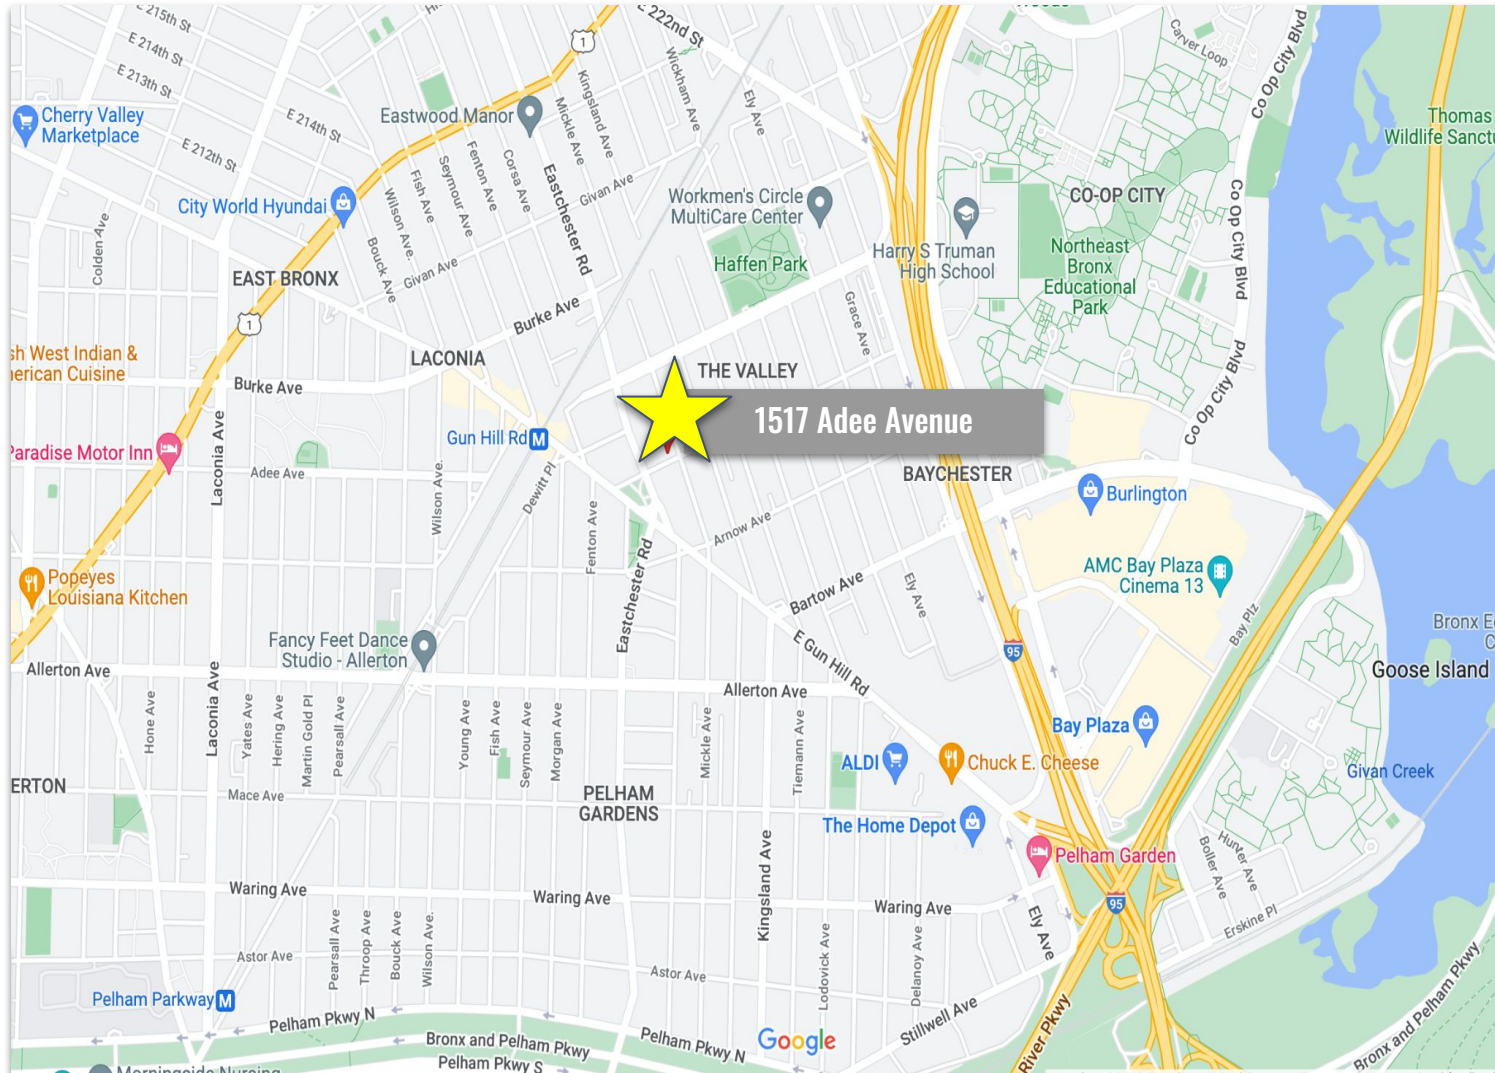 E 215th St
E 214th St
E 213th St
E 214th St
E 212th St
E 222nd St
1
Cherry Valley
Marketplace
Eastwood Manor
Kingsland Ave
Mickle Ave
Wickham Ave
Ely Ave
Carver Loop
Co Op City Blvd
Thomas
City World Hyundai
Colden Ave
Wilson Ave.
Fish Ave
Seymour Ave
Fenton Ave
Corsa Ave
Eastchester Rd
Givan Ave
Bouck Ave
Givan Ave
Workmen's Circle
MultiCare Center
Haffen Park
Harry S Truman
High School
CO-OP CITY
Northeast
Bronx
Educational
Park
Co Op City Blvd
EAST BRONX
1
Burke Ave
Grace Ave
LACONIA
THE VALLEY
Burke Ave
Co Op City Blvd
1517 Adee Avenue
Paradise Motor Inn
Laconia Ave
Adee Ave
Gun Hill Rd M
Wilson Ave.
Dewitt Pl
Fenton Ave
Eastchester Rd
Arnow Ave
BAYCHESTER
Burlington
AMC Bay Plaza
Cinema 13
Bay Plz
Popeyes
Louisiana Kitchen
Bartow Ave
Ely Ave
E Gun Hill Rd
95
Fancy Feet Dance
Studio - Allerton
Allerton Ave
Allerton Ave
Goose Island
Bronx
Hone Ave
Laconia Ave
Yates Ave
Hering Ave
Martin Gold Pl
Pearsall Ave
Young Ave
Fish Ave
Seymour Ave
Morgan Ave
Mickle Ave
Tiemann Ave
Bay Plaza
ALDI
Chuck E. Cheese
Givan Creek
ERTON
Mace Ave
PELHAM
GARDENS
The Home Depot
Pelham Garden
Hunter Ave
Boller Ave
Kingsland Ave
Waring Ave
Waring Ave
Waring Ave
95
Ely Ave
Erskine Pl
Pearsall Ave
Throop Ave
Bouck Ave
Wilson Ave.
Astor Ave
Astor Ave
Lodovick Ave
Delanoy Ave
Pelham Parkway M
Pelham Pkwy N
Bronx and Pelham Pkwy
Pelham Pkwy S
Pelham Pkwy N
Google
Stillwell Ave
River Pkwy
Bronx and Pelham Pkwy